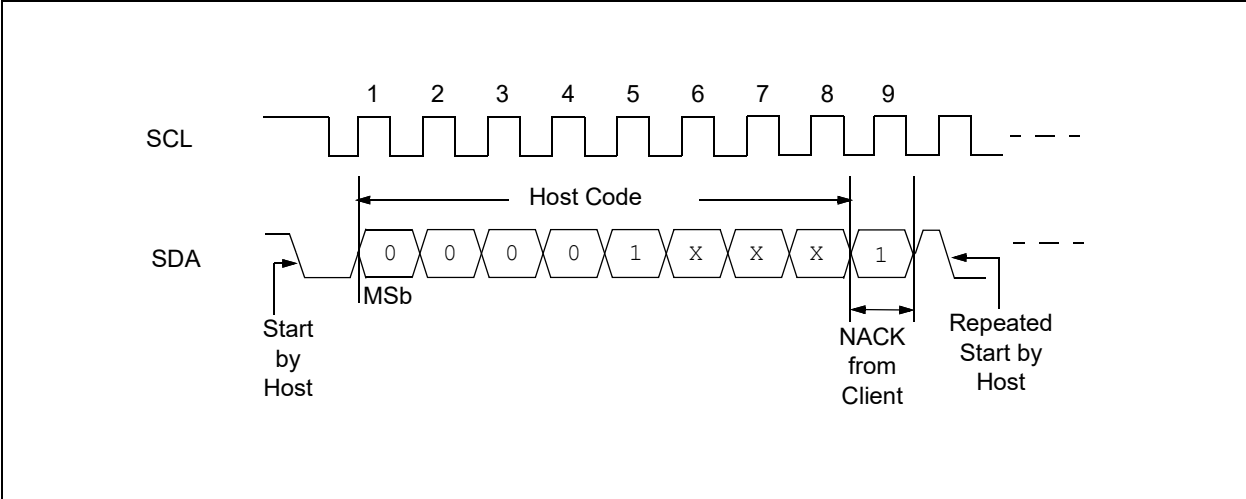 1 2 3 4 5 6 7 8 9
SCL
Host Code
SDA
0 0 0 0 1 X X X 1
MSb
Start
by
Host
NACK
from
Client
Repeated
Start by
Host